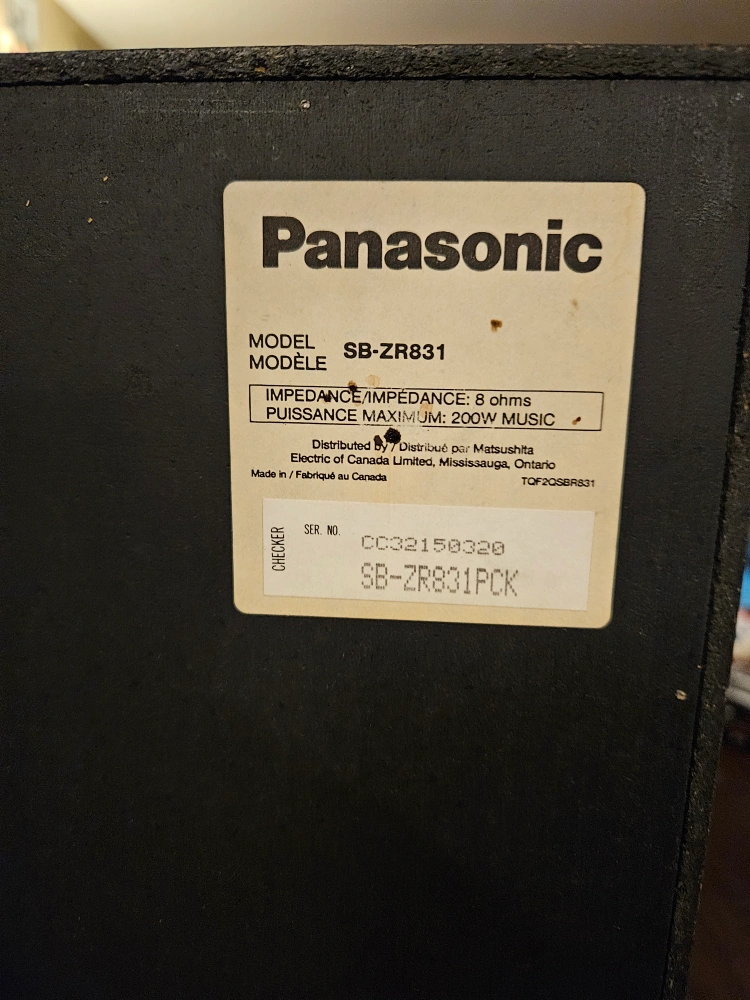 Panasonic
MODEL
MODÈLE SB-ZR831
IMPEDANCE/IMPÉDANCE: 8 ohms
PUISSANCE MAXIMUM: 200W MUSIC
Distributed by / Distribué par Matsushita
Electric of Canada Limited, Mississauga, Ontario
Made in / Fabriqué au Canada TQF2QSBR831
CHECKER
SER. NO. CC32150320
SB-ZR831PCK